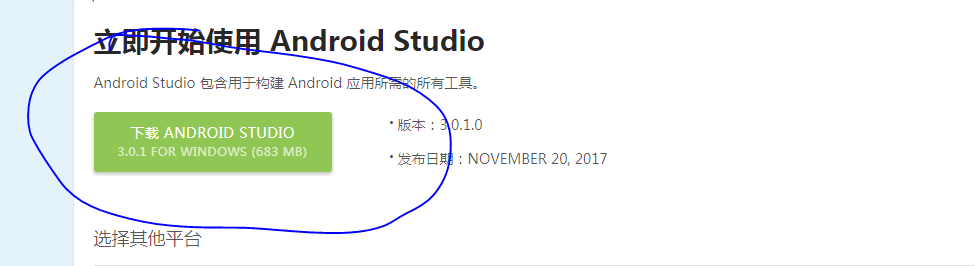 立即开始使用 Android Studio
Android Studio 包含用于构建 Android 应用所需的所有工具。
下载 ANDROID STUDIO
3.0.1 FOR WINDOWS (683 MB)
• 版本：3.0.1.0
• 发布日期：NOVEMBER 20, 2017
选择其他平台